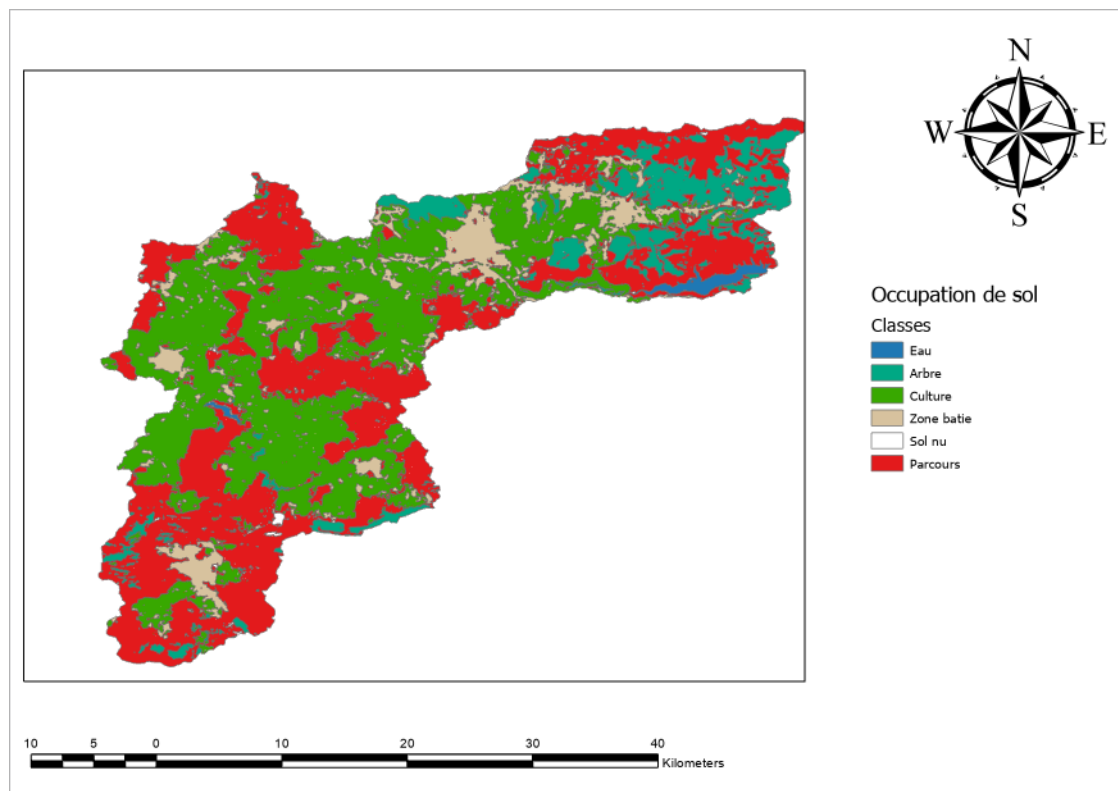 N
W E
S
Occupation de sol
Classes
Eau
Arbre
Culture
Zone batie
Sol nu
Parcours
10 5 0 10 20 30 40
Kilometers